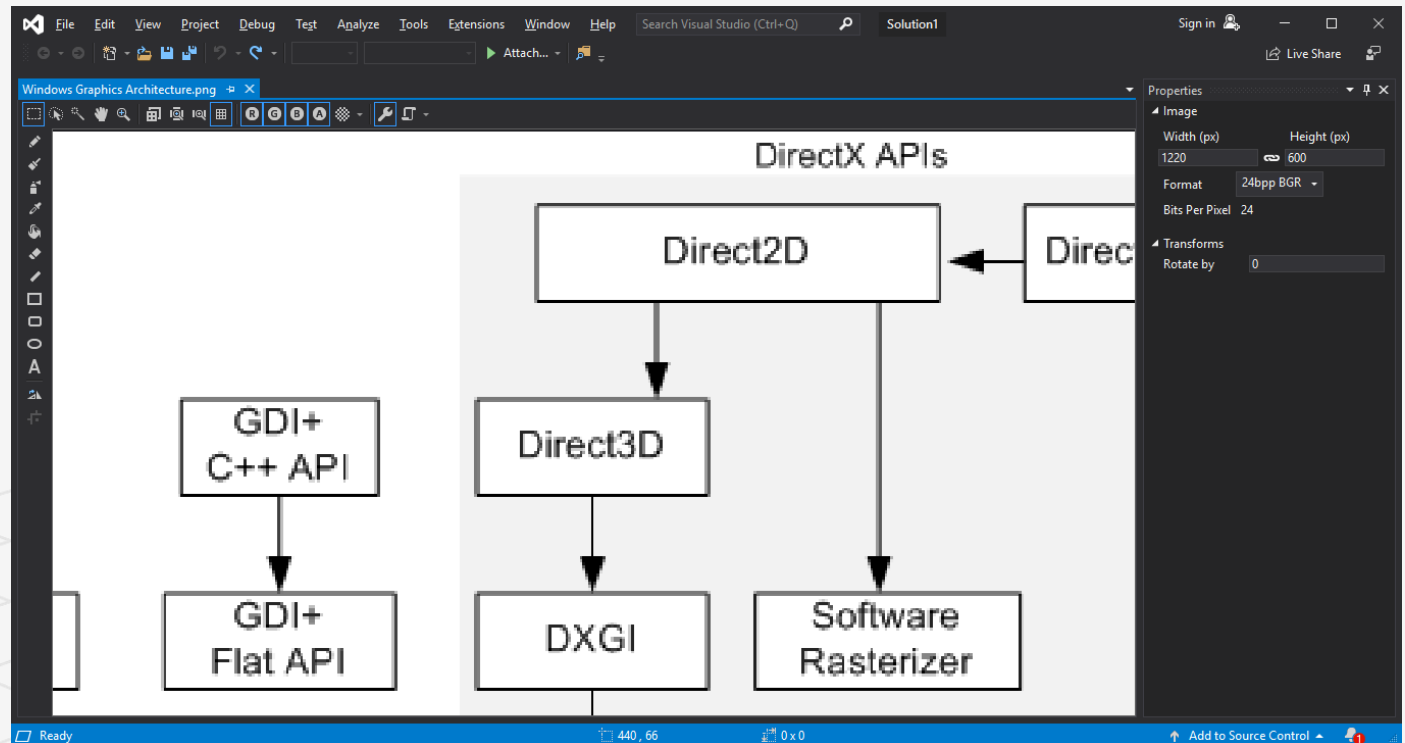 File Edit View Project Debug Test Analyze Tools Extensions Window Help Search Visual Studio (Ctrl+Q) Solution1 Sign in
Attach... Live Share
Windows Graphics Architecture.png
R G B A
DirectX APIs
Direct2D
Direc
GDI+
C++ API
Direct3D
GDI+
Flat API
DXGI
Software
Rasterizer
A
Properties
Image
Width (px) Height (px)
1220 600
Format 24bpp BGR
Bits Per Pixel 24
Transforms
Rotate by 0
Ready 440 , 66 0 x 0 Add to Source Control 1